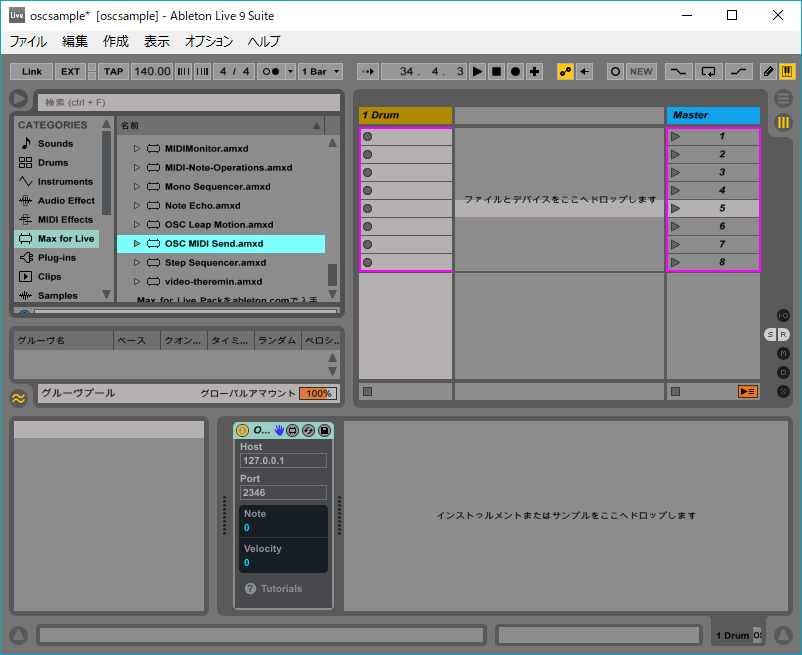 Live oscsample* [oscsample] - Ableton Live 9 Suite
ファイル 編集 作成 表示 オプション ヘルプ
Link EXT TAP 140.00 4 / 4 1 Bar 34. 4. 3 NEW
検索 (ctrl + F)
1 Drum Master
CATEGORIES 名前
Sounds
Drums
Instruments
Audio Effect
MIDI Effects
Max for Live
Plug-ins
Clips
Samples
MIDIMonitor.amxd
MIDI-Note-Operations.amxd
Mono Sequencer.amxd
Note Echo.amxd
OSC Leap Motion.amxd
OSC MIDI Send.amxd
Step Sequencer.amxd
video-theremin.amxd
Max for Live Packをableton.comで入手
ファイルとデバイスをここへドロップします
1
2
3
4
5
6
7
8
I·O
S R
M
D
X
グルーヴ名 ベース クオン... タイミ... ランダム ベロシ..
グルーヴプール グローバルアマウント 100%
O...
Host
127.0.0.1
Port
2346
Note
0
Velocity
0
? Tutorials
インストゥルメントまたはサンプルをここへドロップします
1 Drum